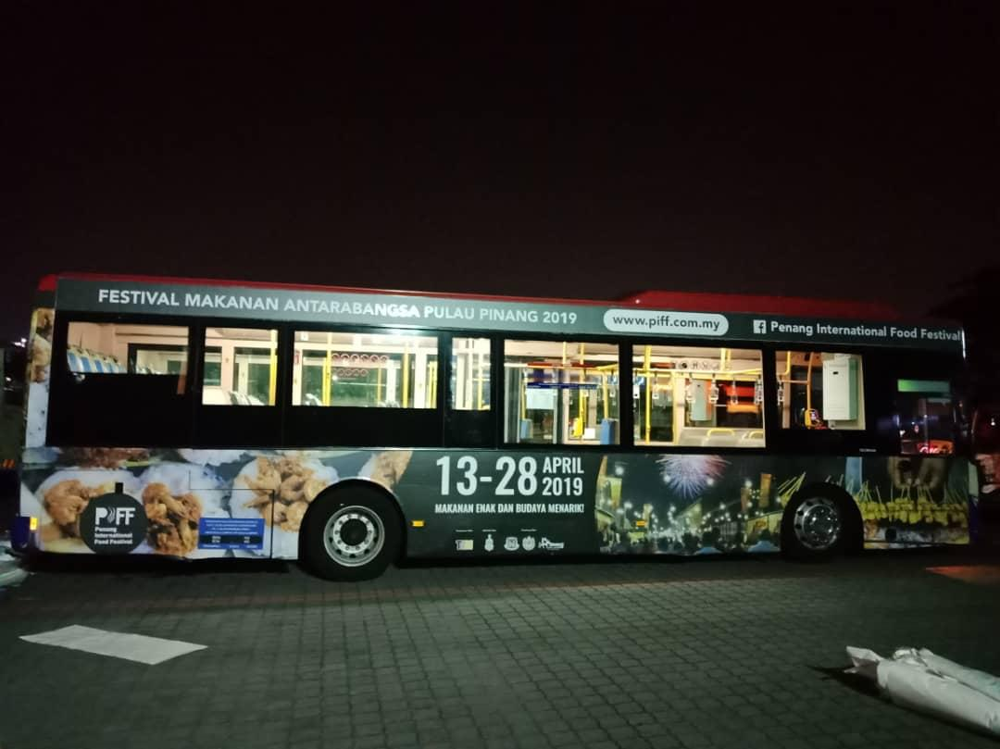 FESTIVAL MAKANAN ANTARABANGSA PULAU PINANG 2019
www.piff.com.my
Penang International Food Festival
13-28 APRIL 2019
MAKANAN ENAK DAN BUDAYA MENARIK!
PIFF
Penang
International
Food Festival